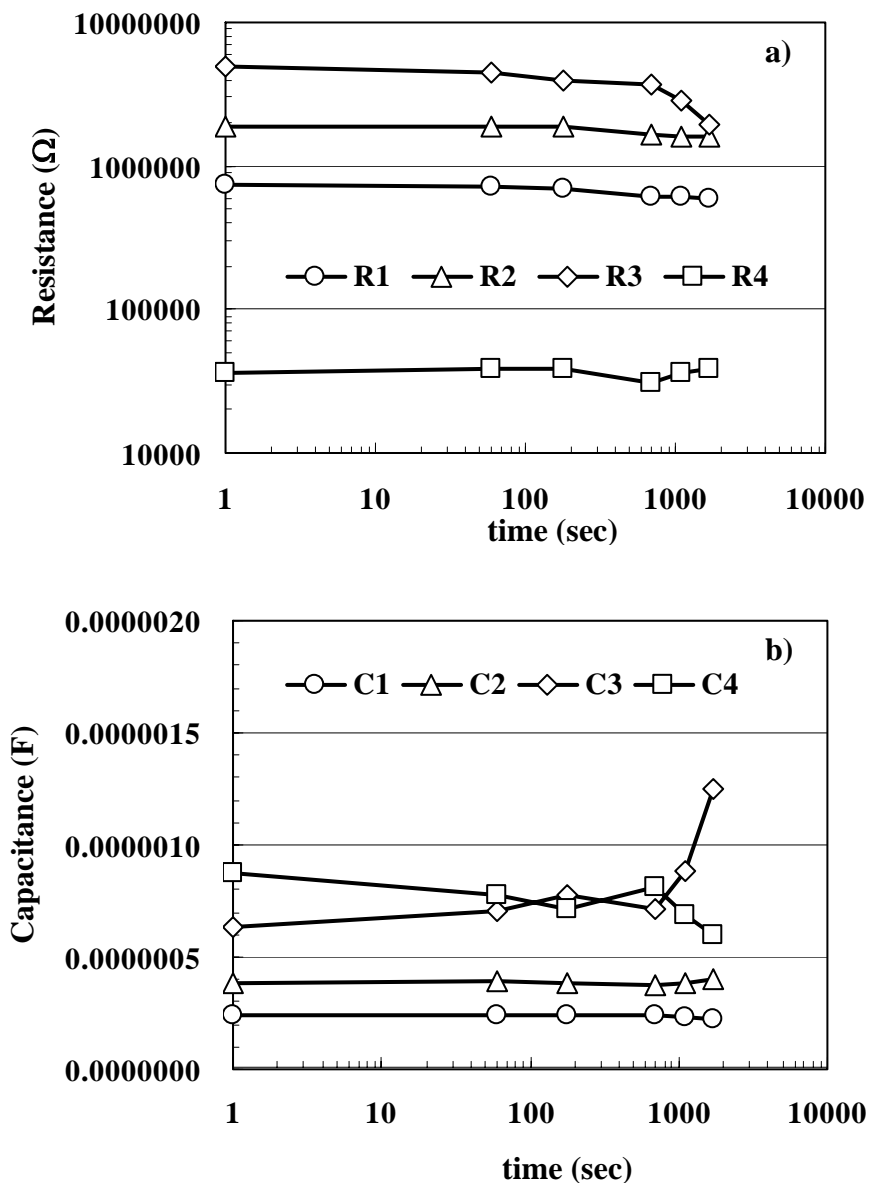 10000000
a)
1000000
Resistance (Ω)
R1 R2 R3 R4
100000
10000
1 10 100 1000 10000
time (sec)
0.0000020
b)
C1 C2 C3 C4
0.0000015
Capacitance (F)
0.0000010
0.0000005
0.0000000
1 10 100 1000 10000
time (sec)